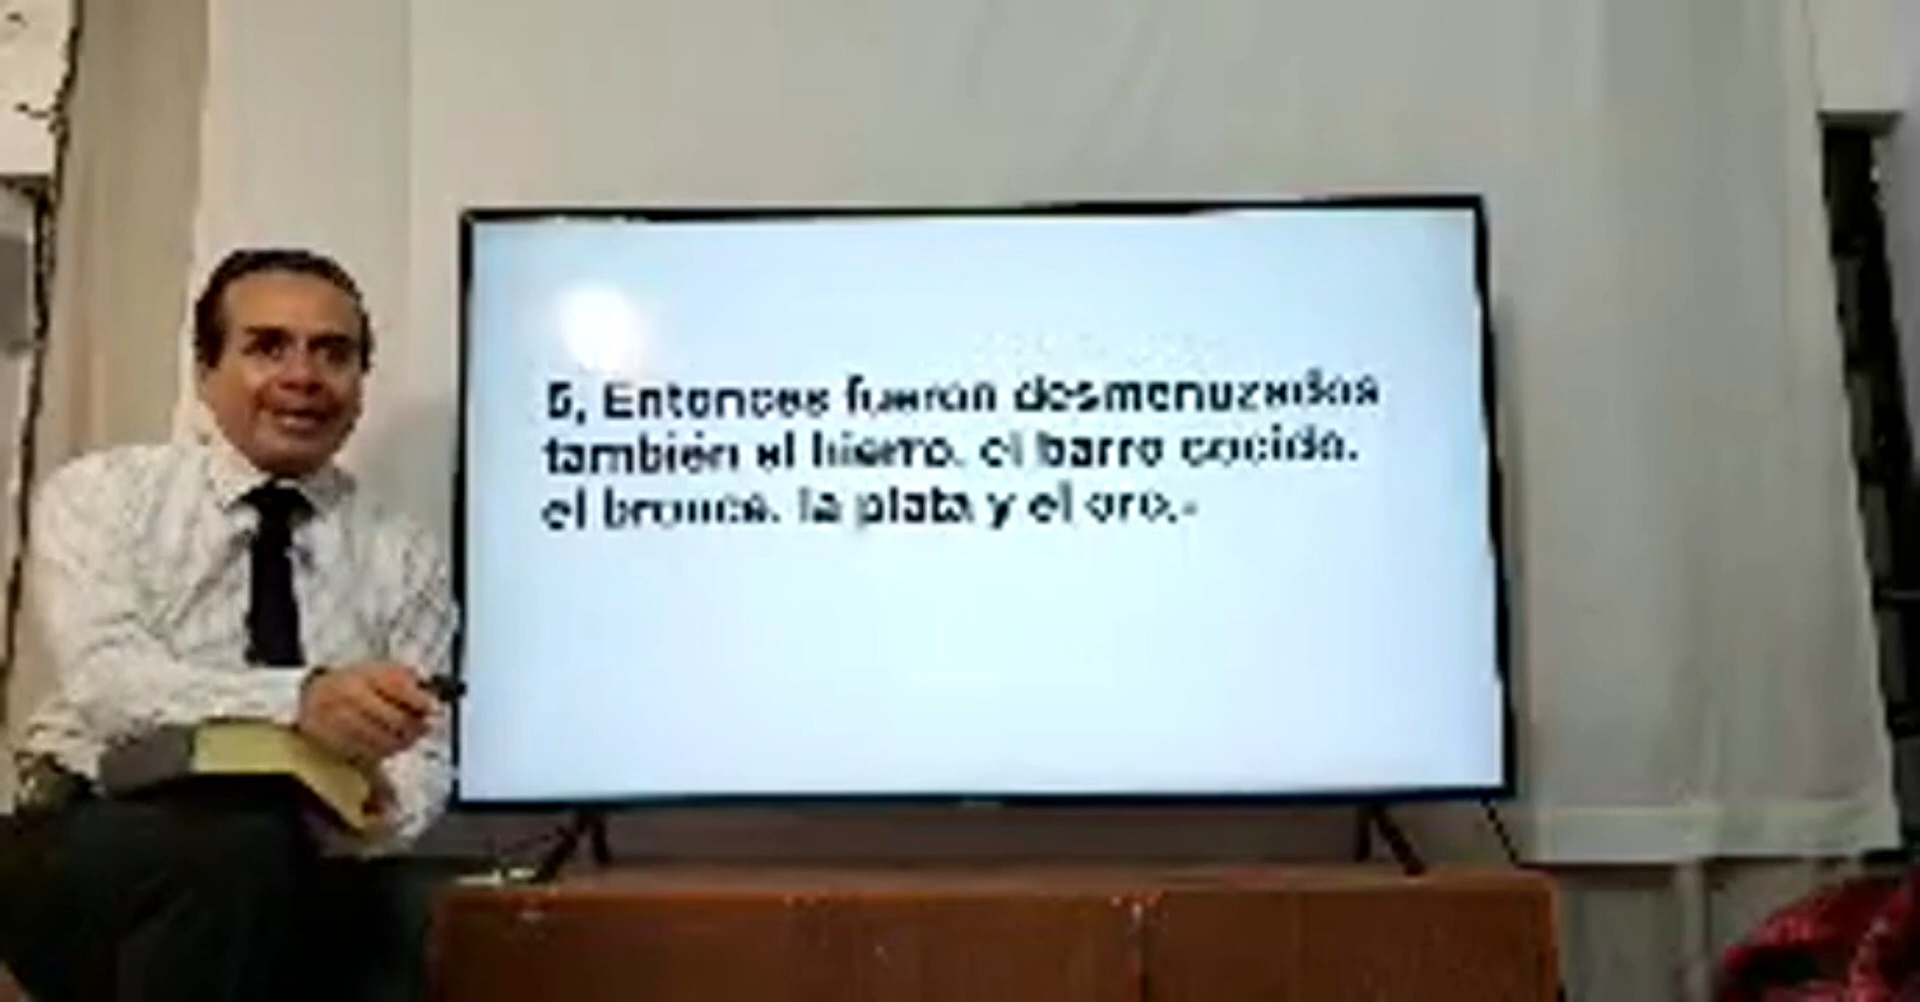 5, Entonces fueron desmenuzados
también el hierro, el barro cocido,
el bronce, la plata y el oro.-